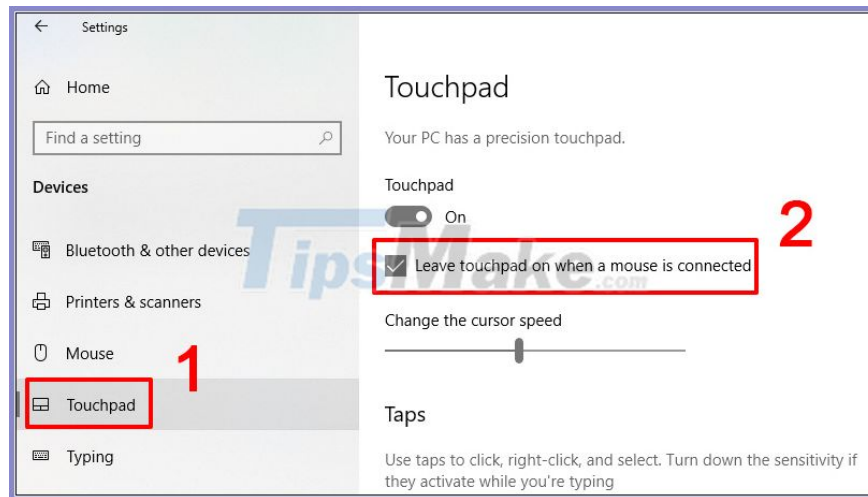 Settings
Home
Find a setting
Devices
Bluetooth & other devices
Printers & scanners
Mouse
1
Touchpad
Typing
Touchpad
Your PC has a precision touchpad.
Touchpad
On
2
Leave touchpad on when a mouse is connected
TipsMake.com
Change the cursor speed
Taps
Use taps to click, right-click, and select. Turn down the sensitivity if
they activate while you're typing